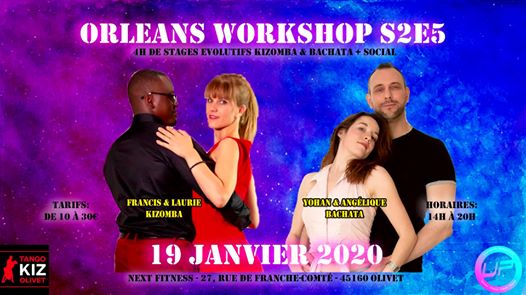 ORLEANS WORKSHOP S2E5
4H DE STAGES EVOLUTIFS KIZOMBA & BACHATA + SOCIAL
TARIFS:
DE 10 À 30€
FRANCIS & LAURIE
KIZOMBA
YOHAN & ANGÉLIQUE
BACHATA
HORAIRES:
14H À 20H
19 JANVIER 2020
NEXT FITNESS - 27, RUE DE FRANCHE-COMTÉ - 45160 OLIVET
TANGO
KIZ
OLIVET